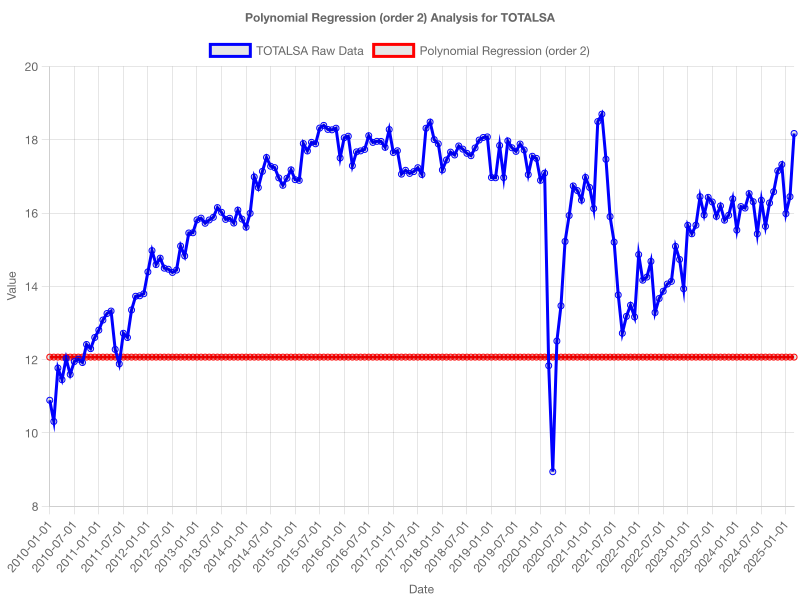 Polynomial Regression (order 2) Analysis for TOTALSA
TOTALSA Raw Data Polynomial Regression (order 2)
20
18
16
14
12
10
8
Value
2010-01-01 2010-07-01 2011-01-01 2011-07-01 2012-01-01 2012-07-01 2013-01-01 2013-07-01 2014-01-01 2014-07-01 2015-01-01 2015-07-01 2016-01-01 2016-07-01 2017-01-01 2017-07-01 2018-01-01 2018-07-01 2019-01-01 2019-07-01 2020-01-01 2020-07-01 2021-01-01 2021-07-01 2022-01-01 2022-07-01 2023-01-01 2023-07-01 2024-01-01 2024-07-01 2025-01-01
Date